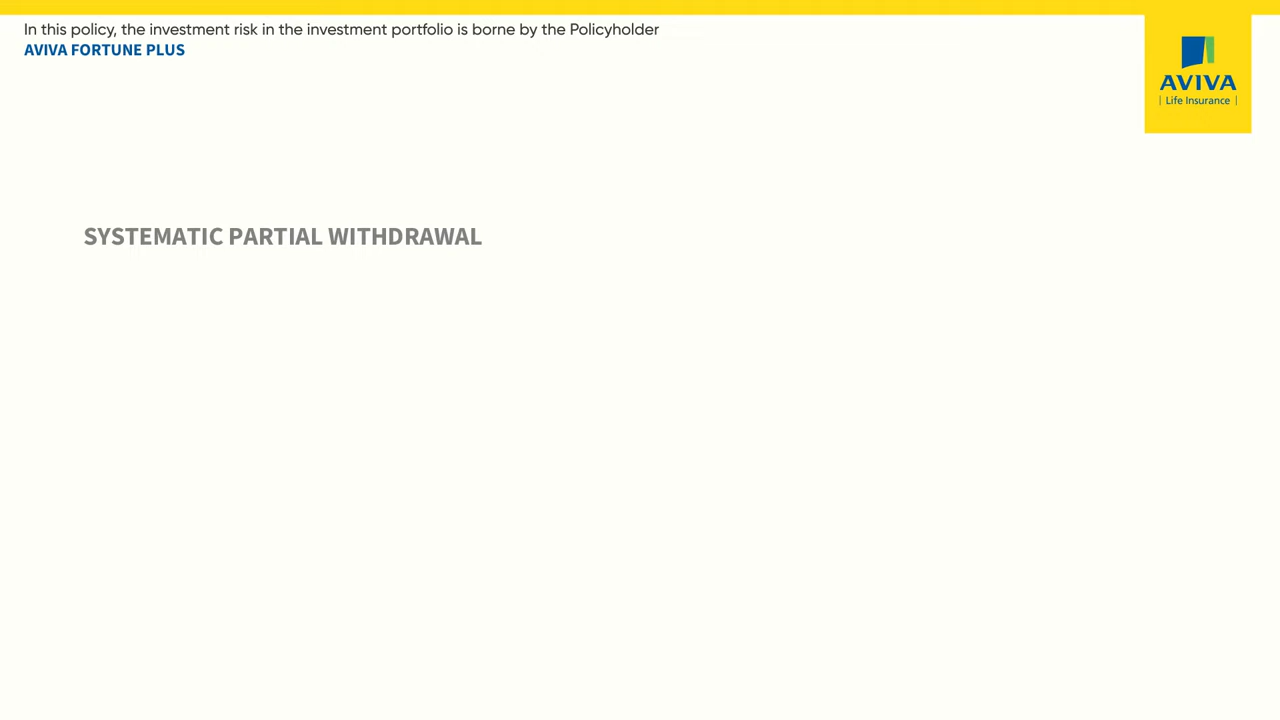 In this policy, the investment risk in the investment portfolio is borne by the Policyholder
AVIVA FORTUNE PLUS
AVIVA
| Life Insurance |
SYSTEMATIC PARTIAL WITHDRAWAL